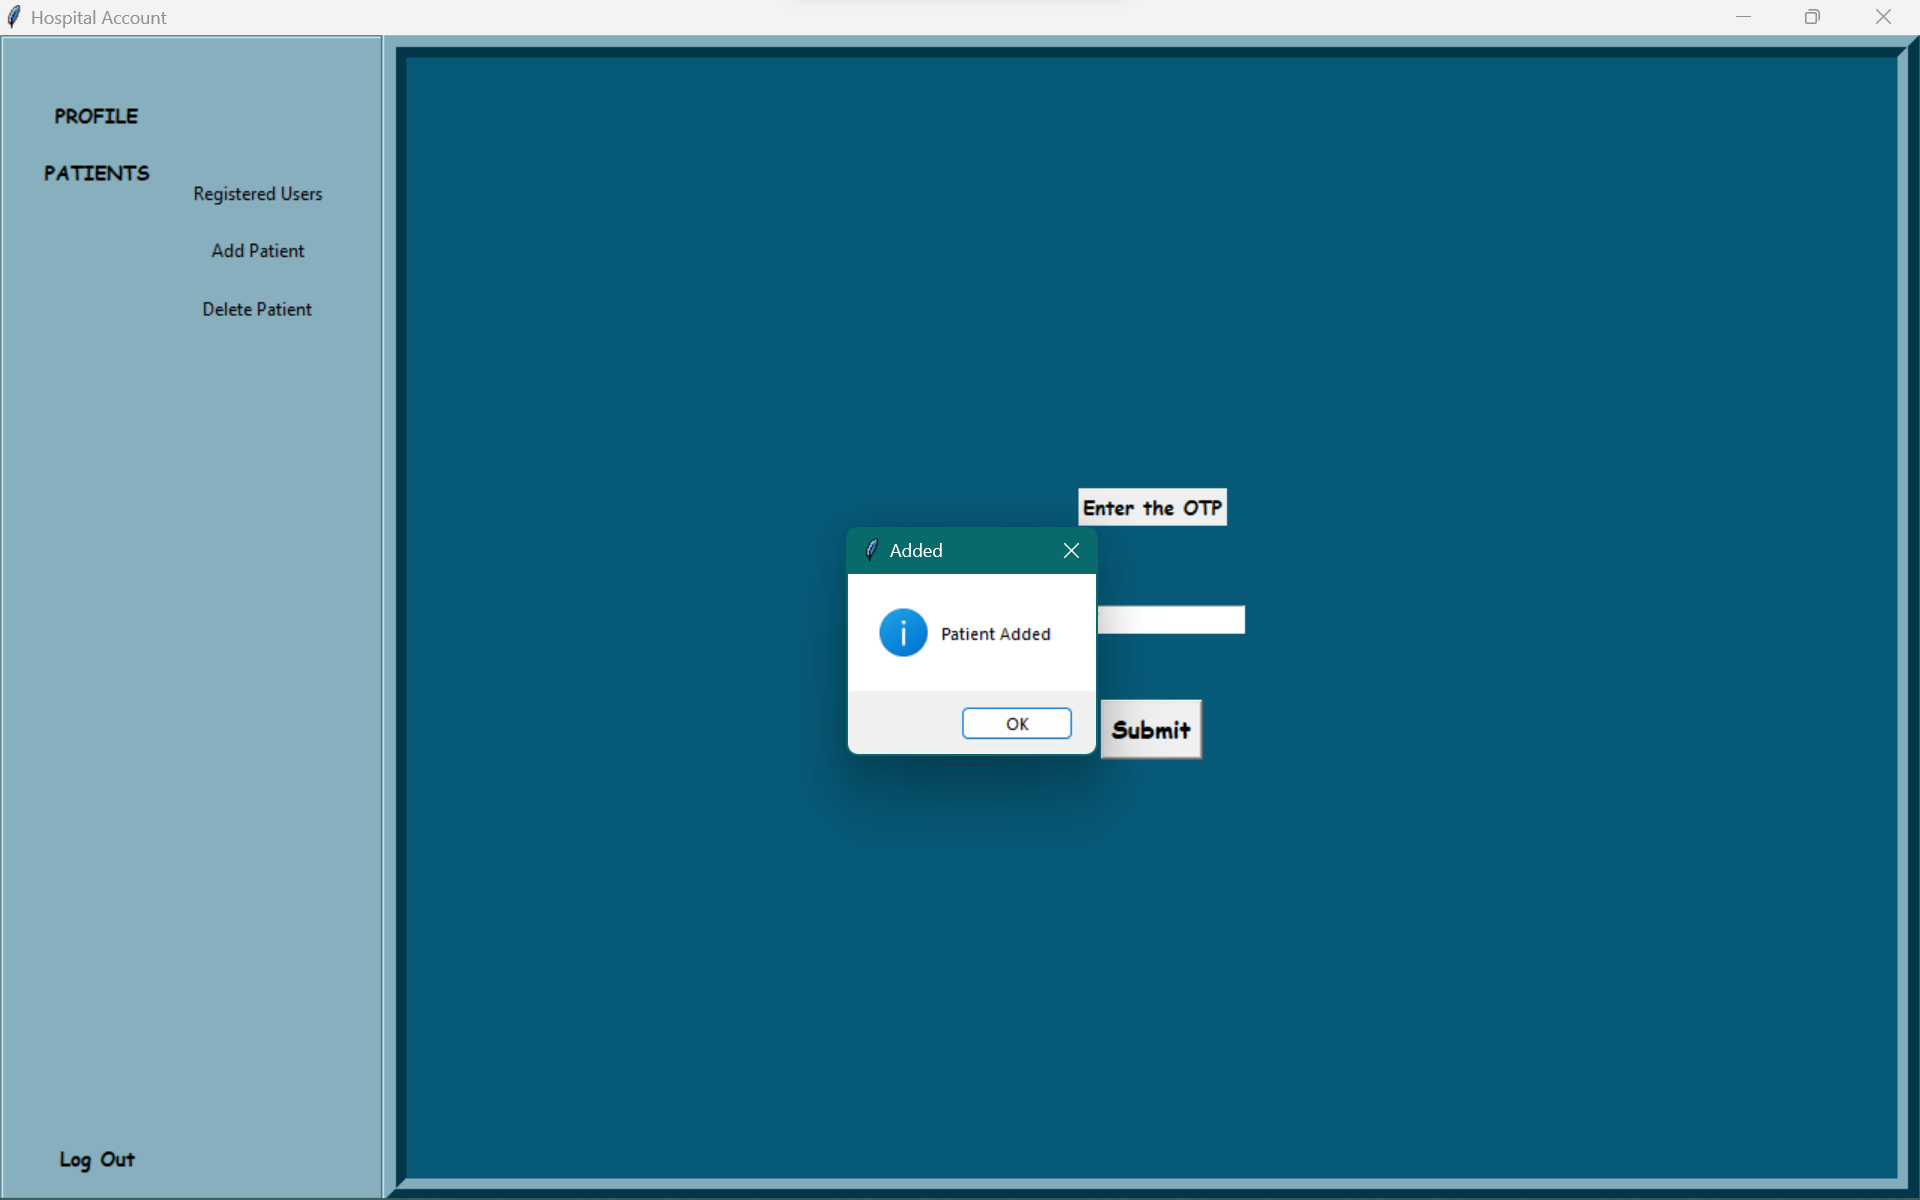 Hospital Account
PROFILE
PATIENTS
Registered Users
Add Patient
Delete Patient
Log Out
Enter the OTP
Added
Patient Added
OK
Submit